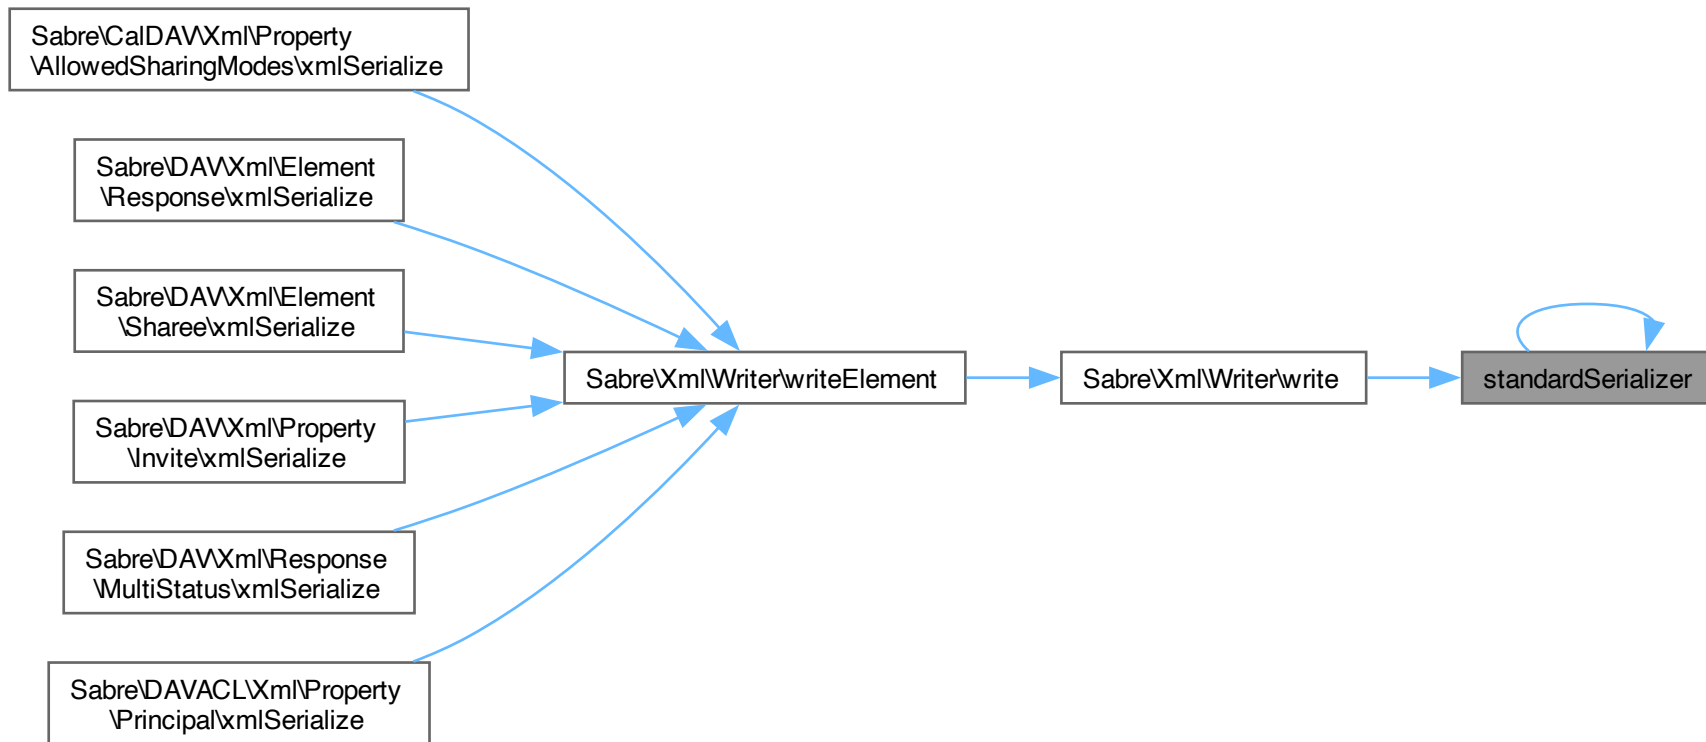 Sabre\CalDAV\Xml\Property
\AllowedSharingModes\xmlSerialize
Sabre\DAV\Xml\Element
\Response\xmlSerialize
Sabre\DAV\Xml\Element
\Sharee\xmlSerialize
Sabre\DAV\Xml\Property
\Invite\xmlSerialize
Sabre\DAV\Xml\Response
\MultiStatus\xmlSerialize
Sabre\DAVACL\Xml\Property
\Principal\xmlSerialize
Sabre\Xml\Writer\writeElement
Sabre\Xml\Writer\write
standardSerializer